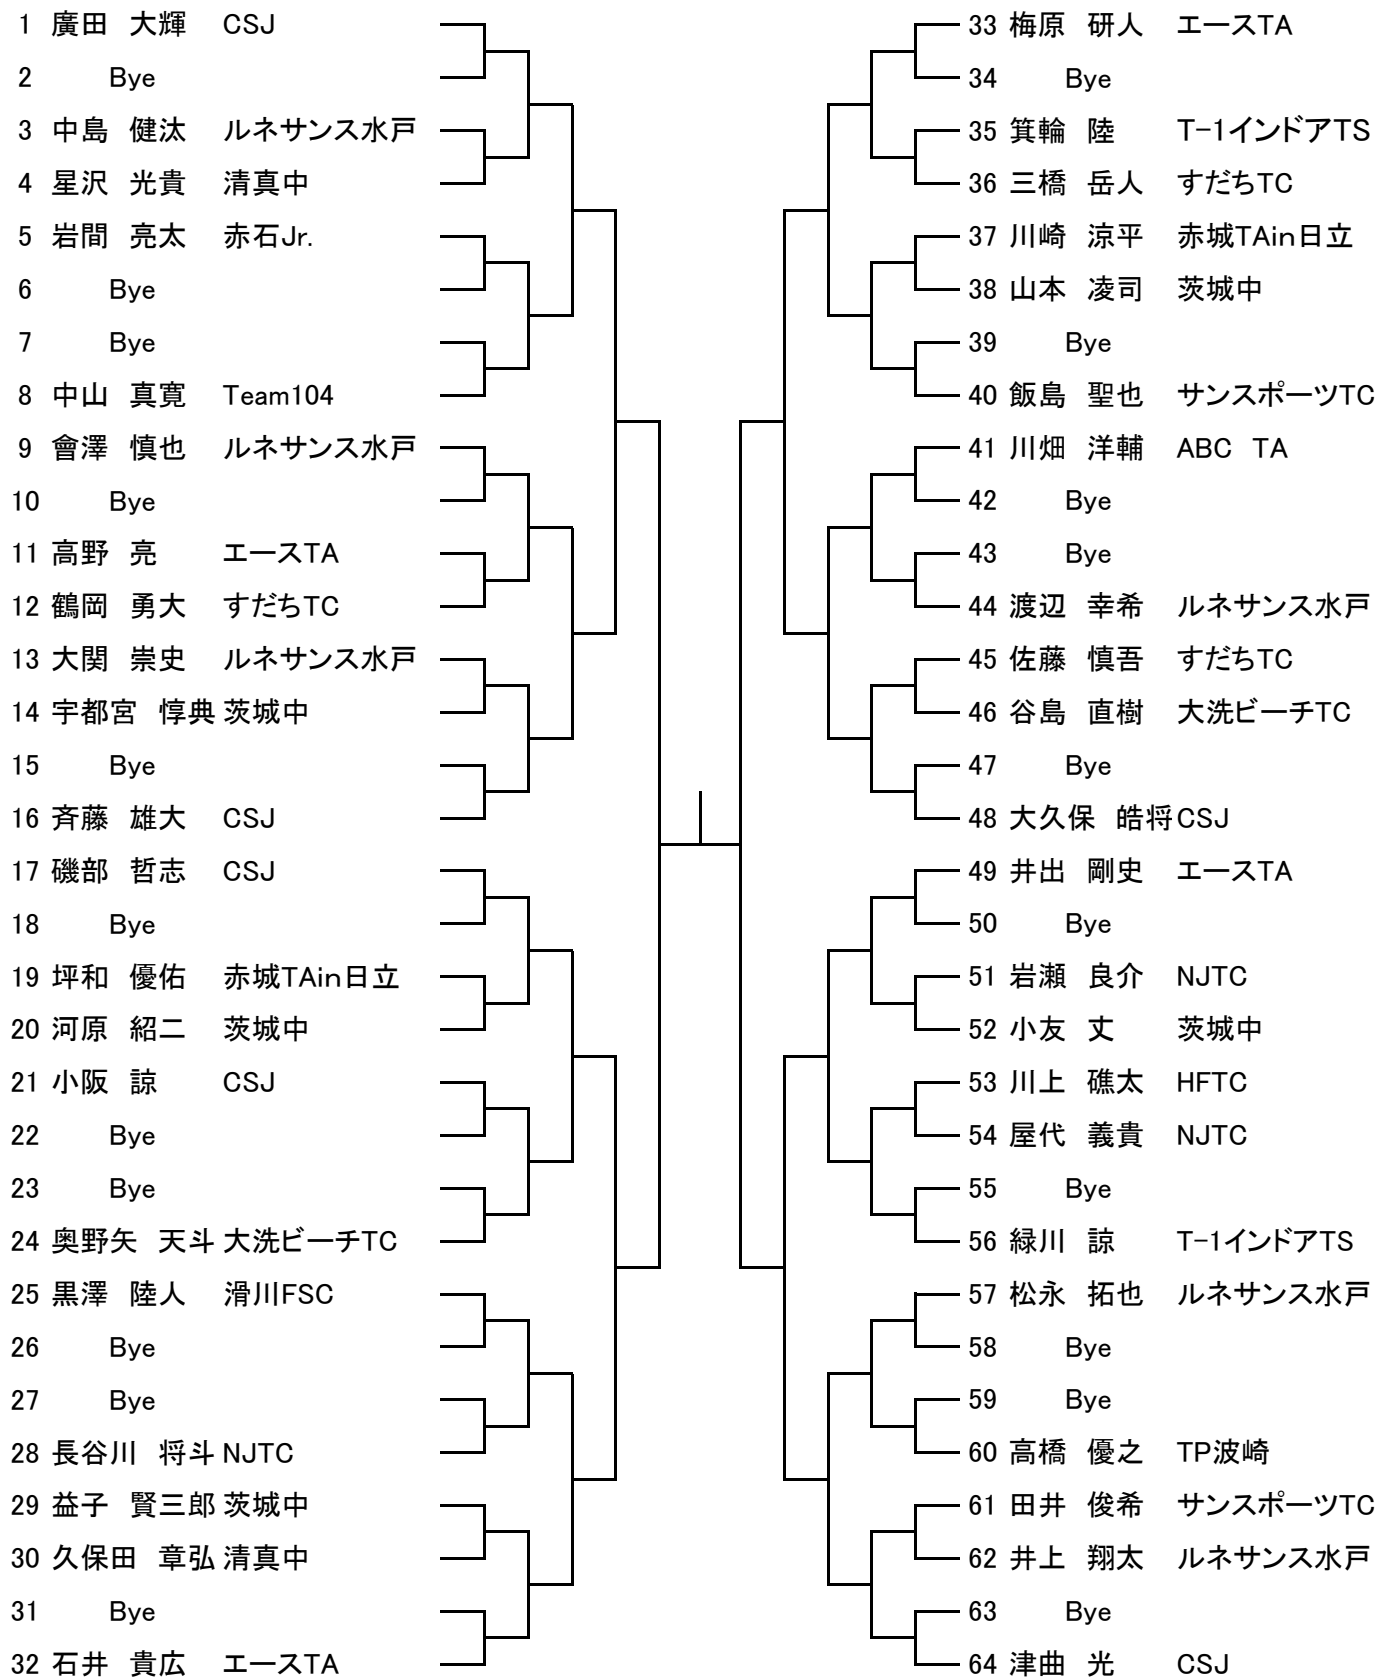 1 廣田 大輝 CSJ
2 Bye
3 中島 健汰 ルネサンス水戸
4 星沢 光貴 清真中
5 岩間 亮太 赤石Jr.
6 Bye
7 Bye
8 中山 真寛 Team104
9 會澤 慎也 ルネサンス水戸
10 Bye
11 高野 亮 エースTA
12 鶴岡 勇大 すだちTC
13 大関 崇史 ルネサンス水戸
14 宇都宮 惇典 茨城中
15 Bye
16 斉藤 雄大 CSJ
17 磯部 哲志 CSJ
18 Bye
19 坪和 優佑 赤城TAin日立
20 河原 紹二 茨城中
21 小阪 諒 CSJ
22 Bye
23 Bye
24 奥野矢 天斗 大洗ビーチTC
25 黒澤 陸人 滑川FSC
26 Bye
27 Bye
28 長谷川 将斗 NJTC
29 益子 賢三郎 茨城中
30 久保田 章弘 清真中
31 Bye
32 石井 貴広 エースTA
33 梅原 研人 エースTA
34 Bye
35 箕輪 陸 T-1インドアTS
36 三橋 岳人 すだちTC
37 川崎 涼平 赤城TAin日立
38 山本 凌司 茨城中
39 Bye
40 飯島 聖也 サンスポーツTC
41 川畑 洋輔 ABC TA
42 Bye
43 Bye
44 渡辺 幸希 ルネサンス水戸
45 佐藤 慎吾 すだちTC
46 谷島 直樹 大洗ビーチTC
47 Bye
48 大久保 皓将 CSJ
49 井出 剛史 エースTA
50 Bye
51 岩瀬 良介 NJTC
52 小友 丈 茨城中
53 川上 礁太 HFTC
54 屋代 義貴 NJTC
55 Bye
56 緑川 諒 T-1インドアTS
57 松永 拓也 ルネサンス水戸
58 Bye
59 Bye
60 高橋 優之 TP波崎
61 田井 俊希 サンスポーツTC
62 井上 翔太 ルネサンス水戸
63 Bye
64 津曲 光 CSJ